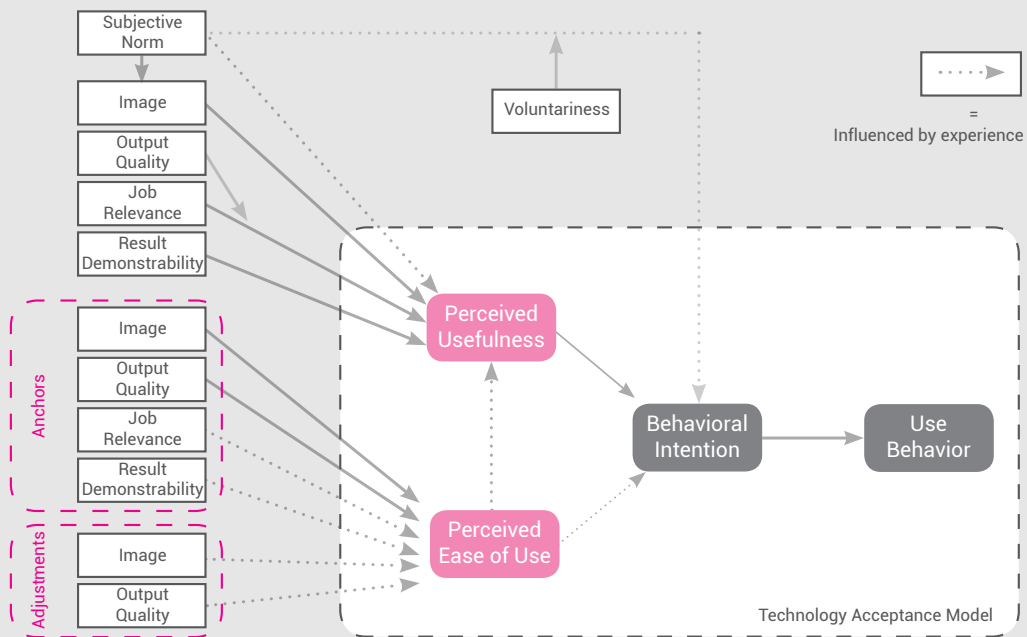 Subjective
Norm
Image
Output
Quality
Job
Relevance
Result
Demonstrability
Voluntariness
=
Influenced by experience
Anchors
Image
Output
Quality
Job
Relevance
Result
Demonstrability
Adjustments
Image
Output
Quality
Perceived
Usefulness
Perceived
Ease of Use
Behavioral
Intention
Use
Behavior
Technology Acceptance Model